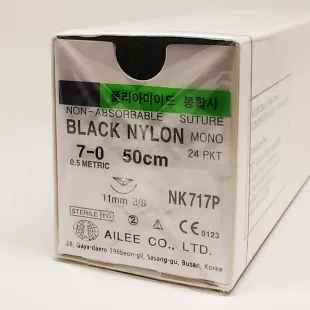 폴리아마이드 봉합사
NON-ABSORBABLE SUTURE
BLACK NYLON MONO
7-0 50cm 24 PKT
0.5 METRIC
11mm 3/8 NK717P
STERILE EO
2 CE 0123
AILEE CO., LTD.
28, Gaya-daero 196beon-gil, Sasang-gu, Busan, Korea